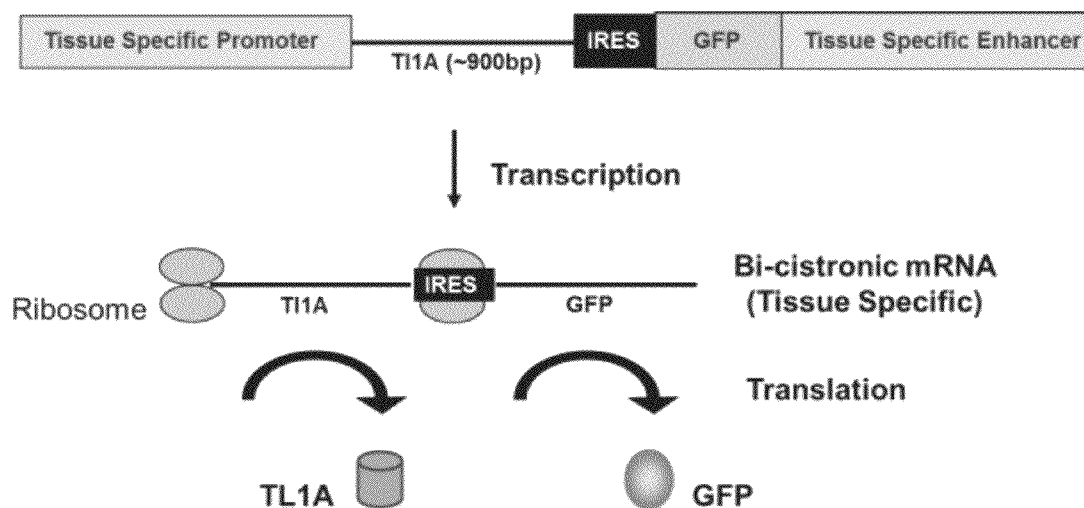 Tissue Specific Promoter
IRES
GFP
Tissue Specific Enhancer
Tl1A (~900bp)
Transcription
Bi-cistronic mRNA
(Tissue Specific)
Ribosome
IRES
Tl1A
GFP
Translation
TL1A
GFP